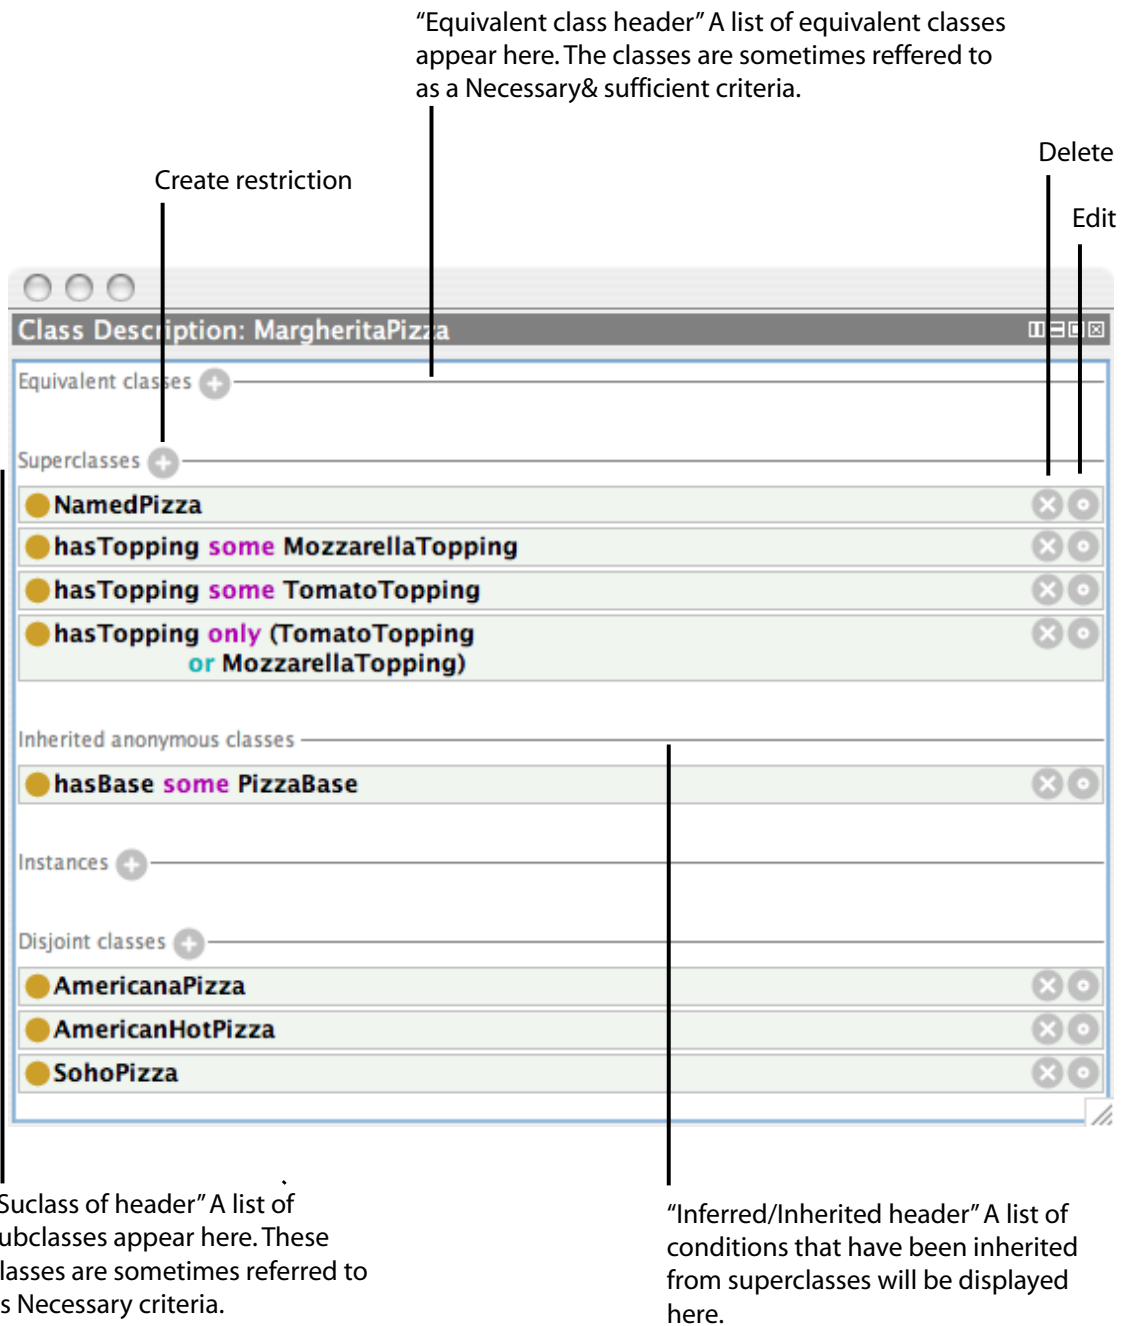 “Equivalent class header” A list of equivalent classes
appear here. The classes are sometimes reffered to
as a Necessary& sufficient criteria.
Delete
Create restriction
Edit
Class Description: MargheritaPizza
Equivalent classes
Superclasses
NamedPizza
hasTopping some MozzarellaTopping
hasTopping some TomatoTopping
hasTopping only (TomatoTopping
or MozzarellaTopping)
Inherited anonymous classes
hasBase some PizzaBase
Instances
Disjoint classes
AmericanaPizza
AmericanHotPizza
SohoPizza
Suclass of header” A list of
ubclasses appear here. These
lasses are sometimes referred to
s Necessary criteria.
“Inferred/Inherited header” A list of
conditions that have been inherited
from superclasses will be displayed
here.